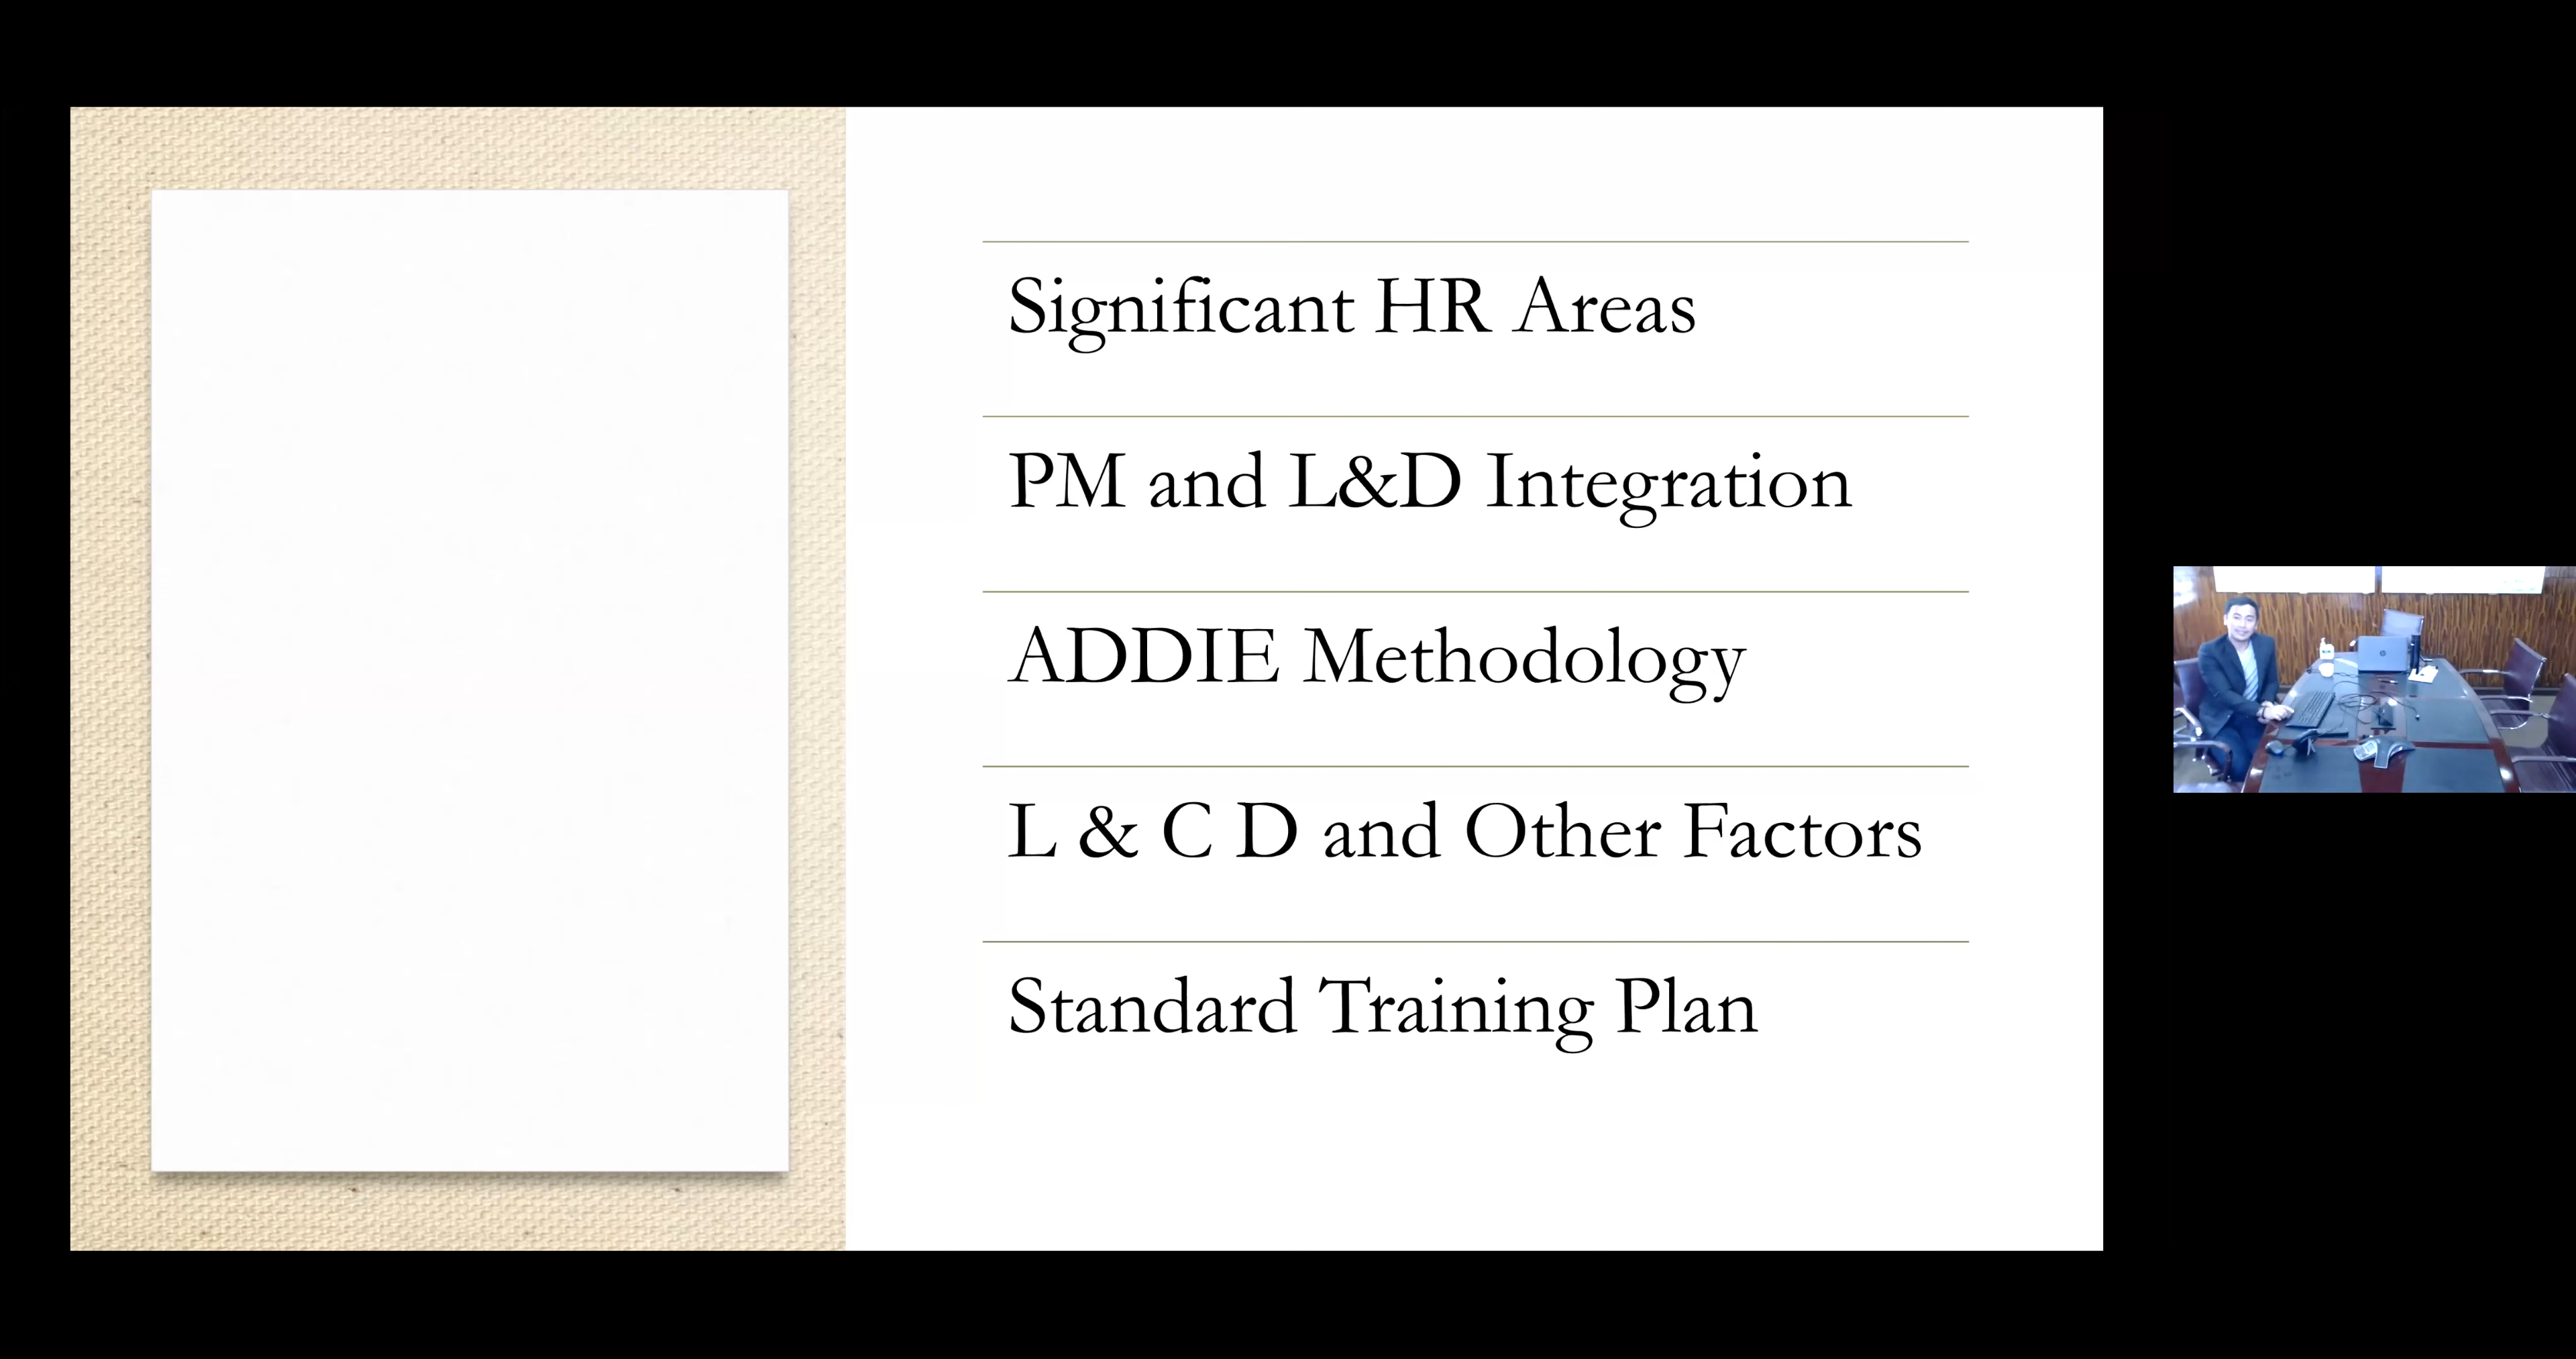 Significant HR Areas
PM and L&D Integration
ADDIE Methodology
L & C D and Other Factors
Standard Training Plan